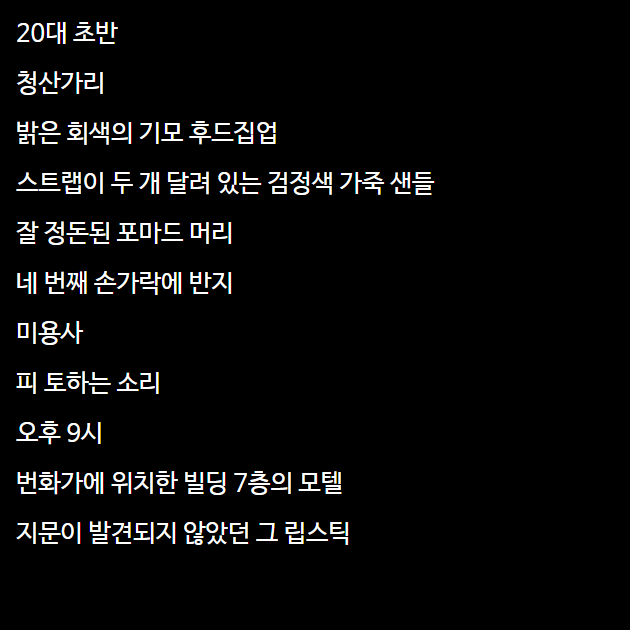 20대 초반
청산가리
밝은 회색의 기모 후드집업
스트랩이 두 개 달려 있는 검정색 가죽 샌들
잘 정돈된 포마드 머리
네 번째 손가락에 반지
미용사
피 토하는 소리
오후 9시
번화가에 위치한 빌딩 7층의 모텔
지문이 발견되지 않았던 그 립스틱